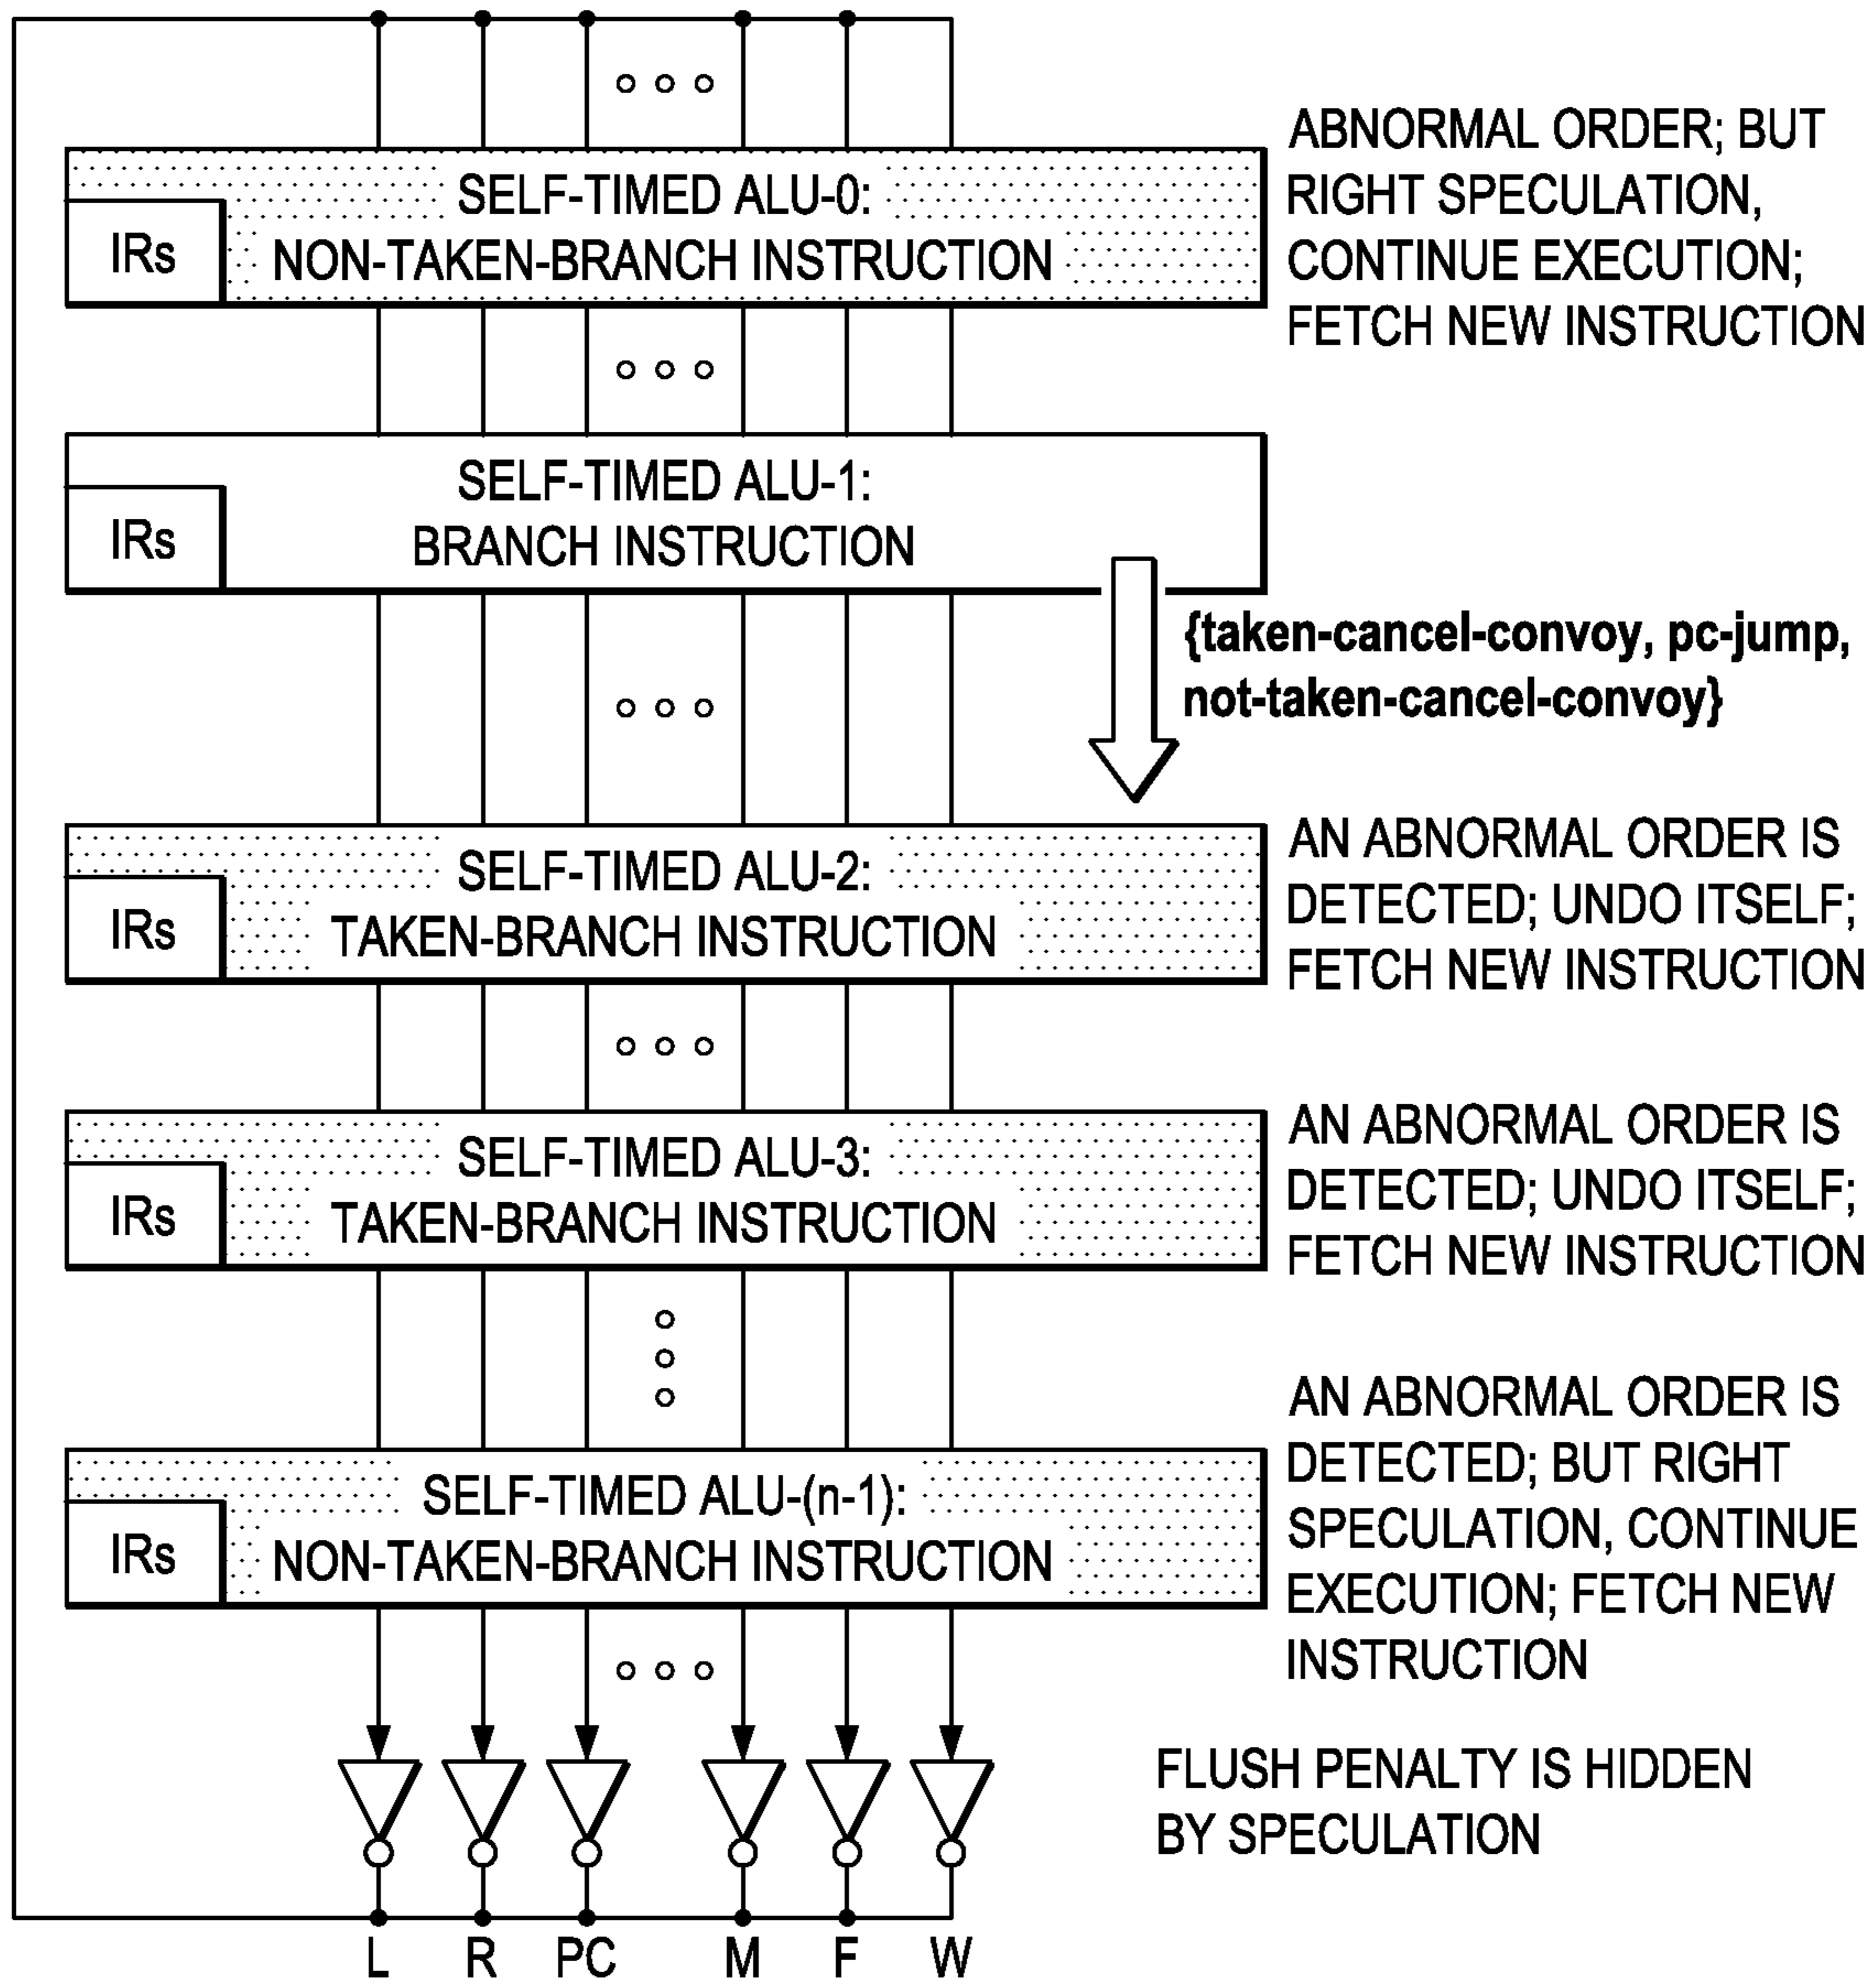 SELF-TIMED ALU-0:
NON-TAKEN-BRANCH INSTRUCTION
IRs
ABNORMAL ORDER; BUT
RIGHT SPECULATION,
CONTINUE EXECUTION;
FETCH NEW INSTRUCTION
SELF-TIMED ALU-1:
BRANCH INSTRUCTION
IRs
{taken-cancel-convoy, pc-jump,
not-taken-cancel-convoy}
SELF-TIMED ALU-2:
TAKEN-BRANCH INSTRUCTION
IRs
AN ABNORMAL ORDER IS
DETECTED; UNDO ITSELF;
FETCH NEW INSTRUCTION
SELF-TIMED ALU-3:
TAKEN-BRANCH INSTRUCTION
IRs
AN ABNORMAL ORDER IS
DETECTED; UNDO ITSELF;
FETCH NEW INSTRUCTION
SELF-TIMED ALU-(n-1):
NON-TAKEN-BRANCH INSTRUCTION
IRs
AN ABNORMAL ORDER IS
DETECTED; BUT RIGHT
SPECULATION, CONTINUE
EXECUTION; FETCH NEW
INSTRUCTION
FLUSH PENALTY IS HIDDEN
BY SPECULATION
L R PC M F W